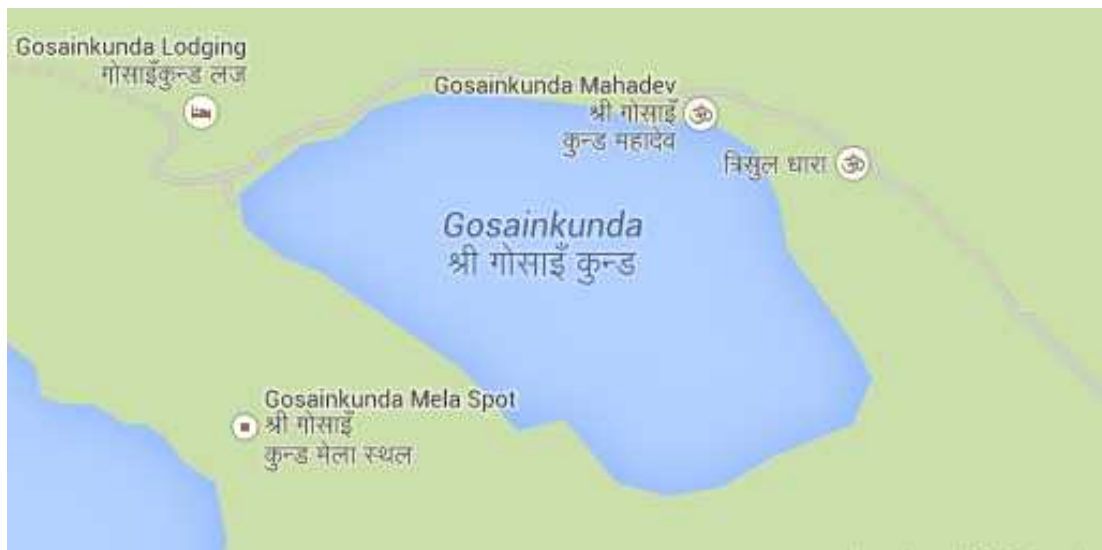 Gosainkunda Lodging
गोसाइँकुन्ड लज
Gosainkunda Mahadev
श्री गोसाइँ
कुन्ड महादेव
त्रिसुल धारा
Gosainkunda
श्री गोसाइँ कुन्ड
Gosainkunda Mela Spot
श्री गोसाइँ
कुन्ड मेला स्थल